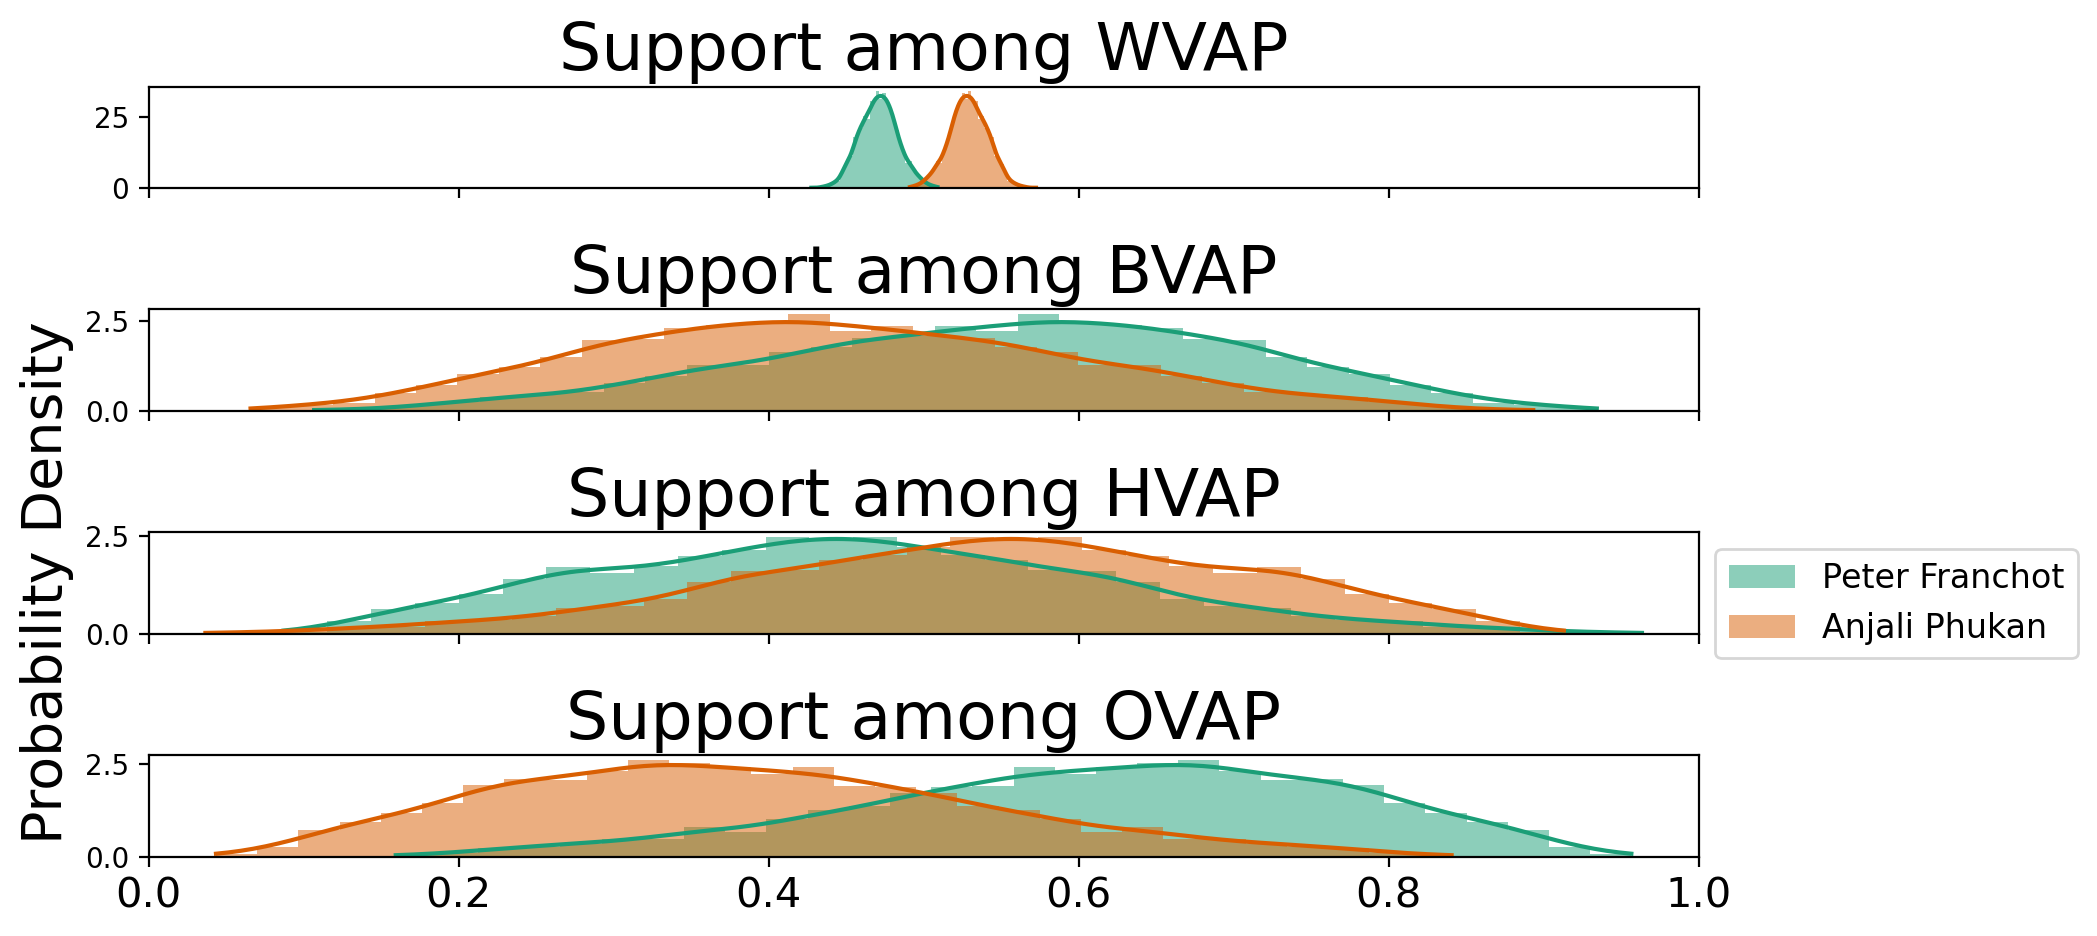 Support among WVAP
25
0
Support among BVAP
2.5
0.0
Support among HVAP
2.5
0.0
Support among OVAP
2.5
0.0
0.0 0.2 0.4 0.6 0.8 1.0
Probability Density
Peter Franchot
Anjali Phukan